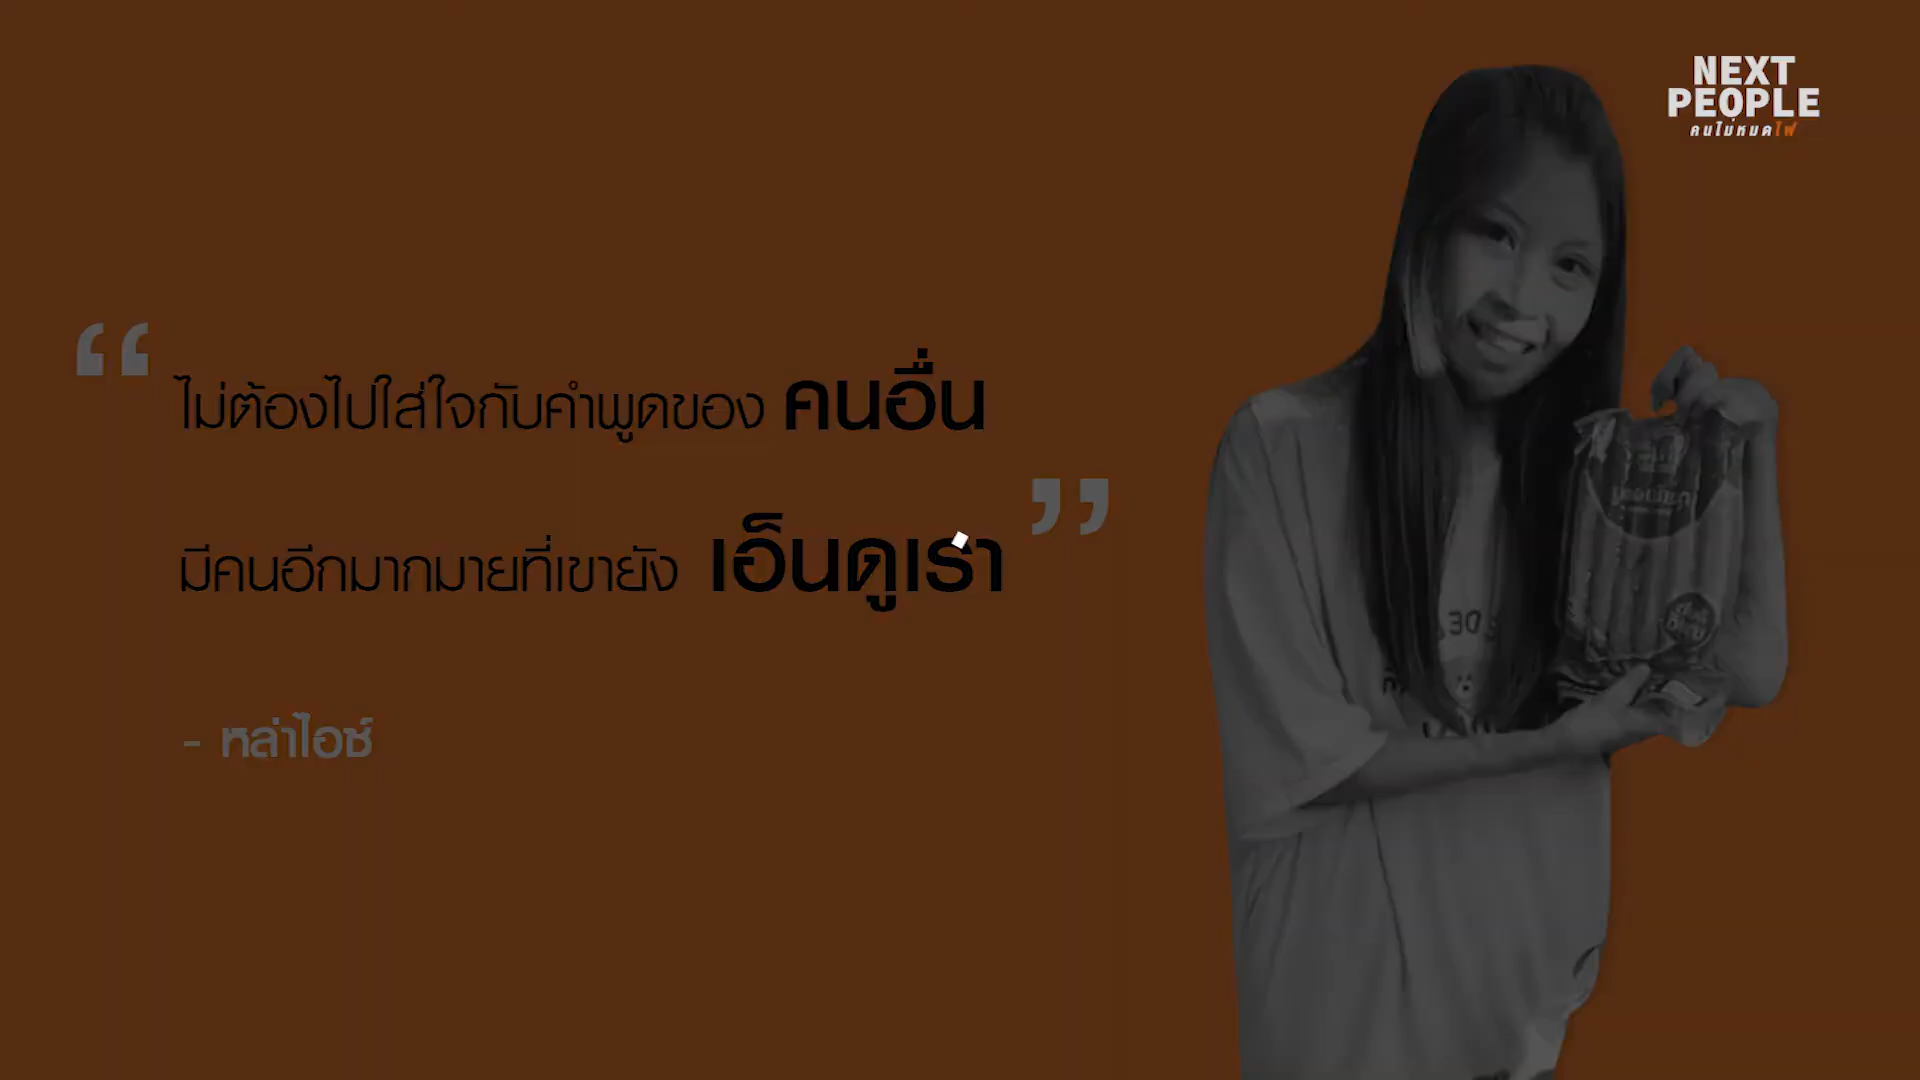 NEXT
PEOPLE
คนไม่หมดไฟ
“ไม่ต้องไปใส่ใจกับคำพูดของ คนอื่น
มีคนอีกมากมายที่เขายัง เอ็นดูเรา”
- หล่าไอซ์